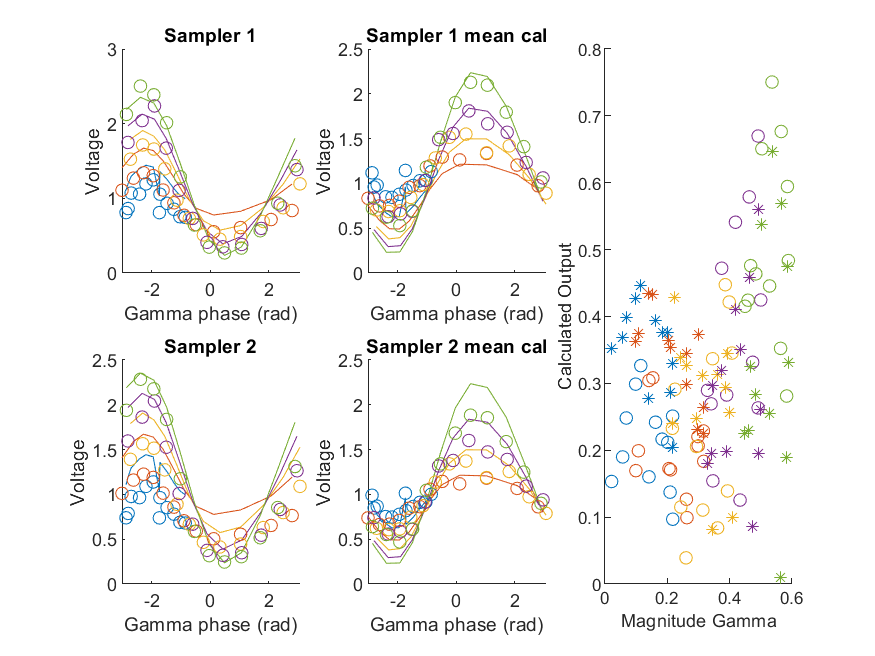 Sampler 1
3
2
1
0
Voltage
-2 0 2
Gamma phase (rad)
Sampler 1 mean cal
2.5
2
1.5
1
0.5
0
Voltage
-2 0 2
Gamma phase (rad)
Sampler 2
2.5
2
1.5
1
0.5
0
Voltage
-2 0 2
Gamma phase (rad)
Sampler 2 mean cal
2.5
2
1.5
1
0.5
0
Voltage
-2 0 2
Gamma phase (rad)
0.8
0.7
0.6
0.5
0.4
0.3
0.2
0.1
0
Calculated Output
0 0.2 0.4 0.6
Magnitude Gamma